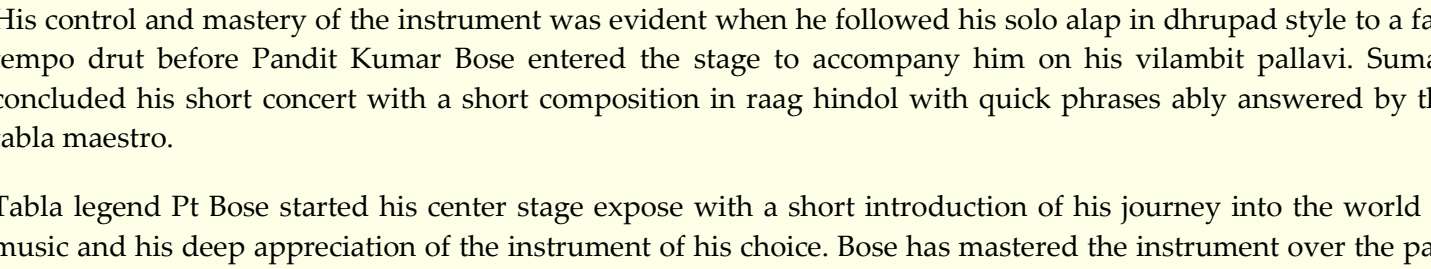 His control and mastery of the instrument was evident when he followed his solo alap in dhrupad style to a fa
tempo drut before Pandit Kumar Bose entered the stage to accompany him on his vilambit pallavi. Suma
concluded his short concert with a short composition in raag hindol with quick phrases ably answered by th
tabla maestro.
Tabla legend Pt Bose started his center stage expose with a short introduction of his journey into the world
music and his deep appreciation of the instrument of his choice. Bose has mastered the instrument over the pa